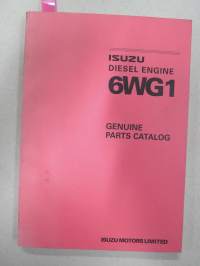 ISUZU
DIESEL ENGINE
6WG1
GENUINE
PARTS CATALOG
ISUZU MOTORS LIMITED